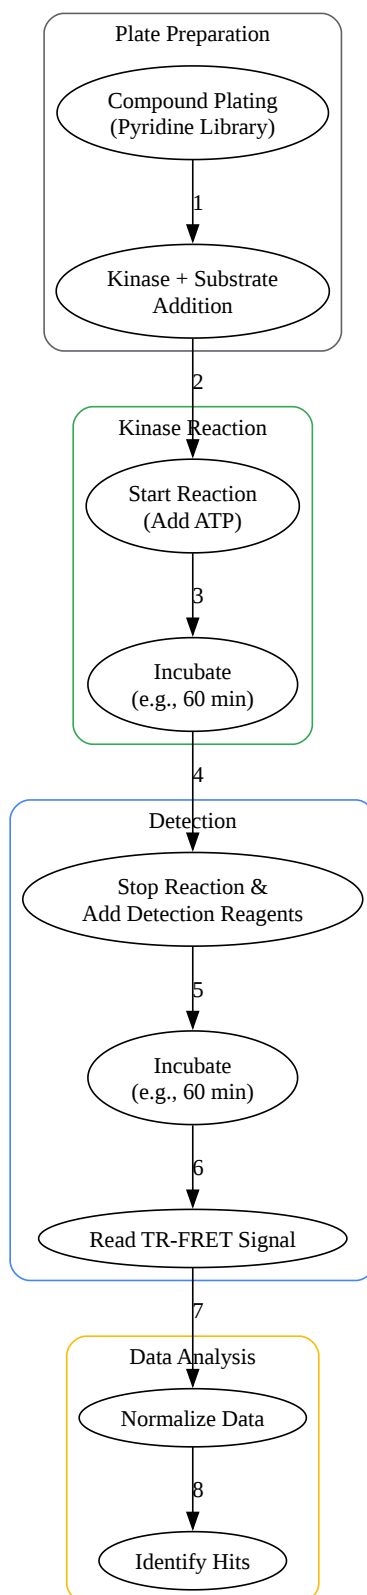 Plate Preparation
Compound Plating
(Pyridine Library)
1
Kinase + Substrate
Addition
2
Kinase Reaction
Start Reaction
(Add ATP)
3
Incubate
(e.g., 60 min)
4
Detection
Stop Reaction &
Add Detection Reagents
5
Incubate
(e.g., 60 min)
6
Read TR-FRET Signal
7
Data Analysis
Normalize Data
8
Identify Hits